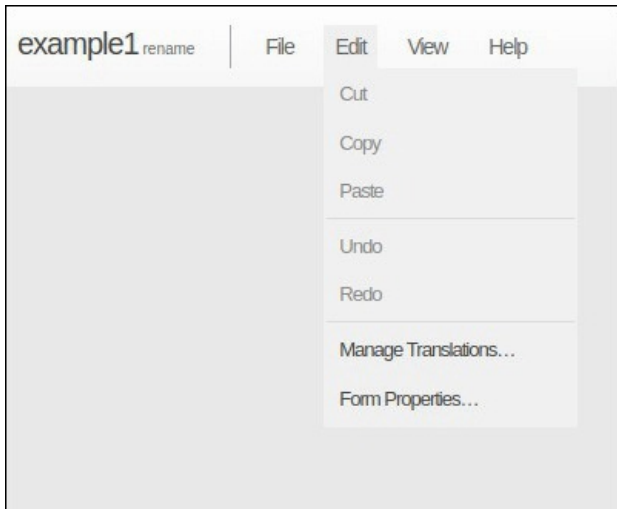 example1 rename File Edit View Help
Cut
Copy
Paste
Undo
Redo
Manage Translations…
Form Properties…